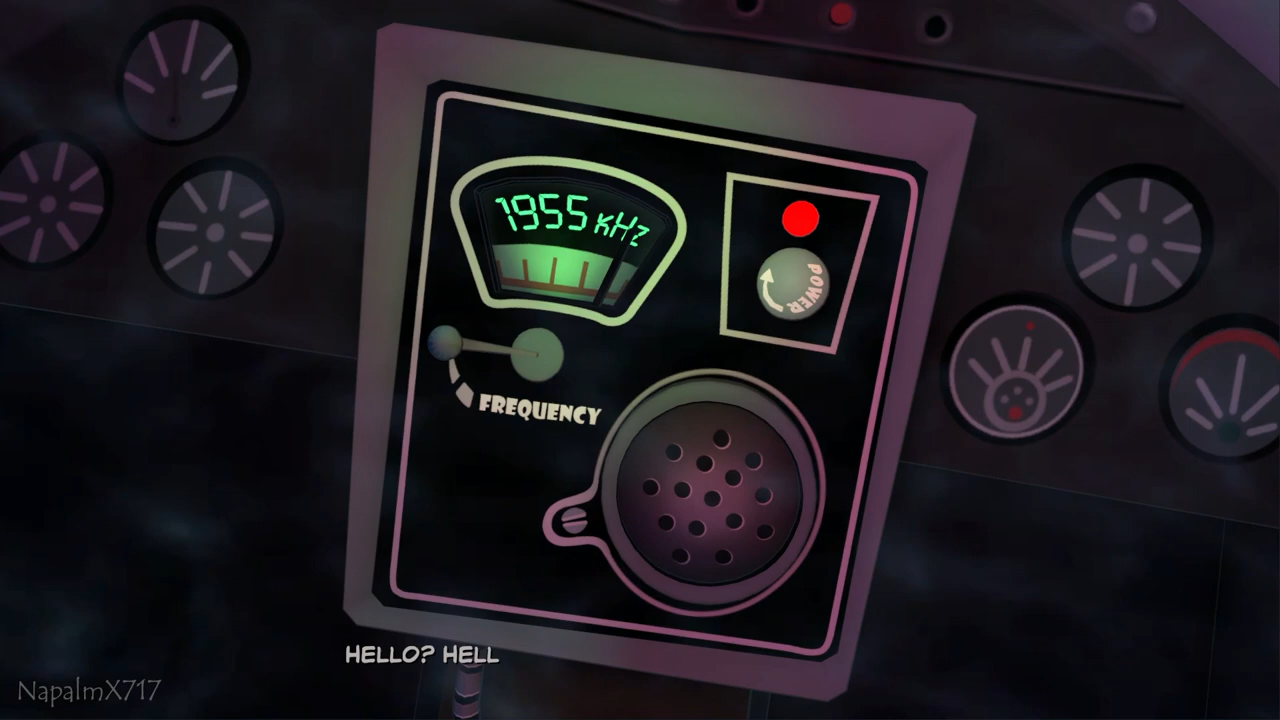 1955 KHz
POWER
FREQUENCY
HELLO? HELL
NapalmX717